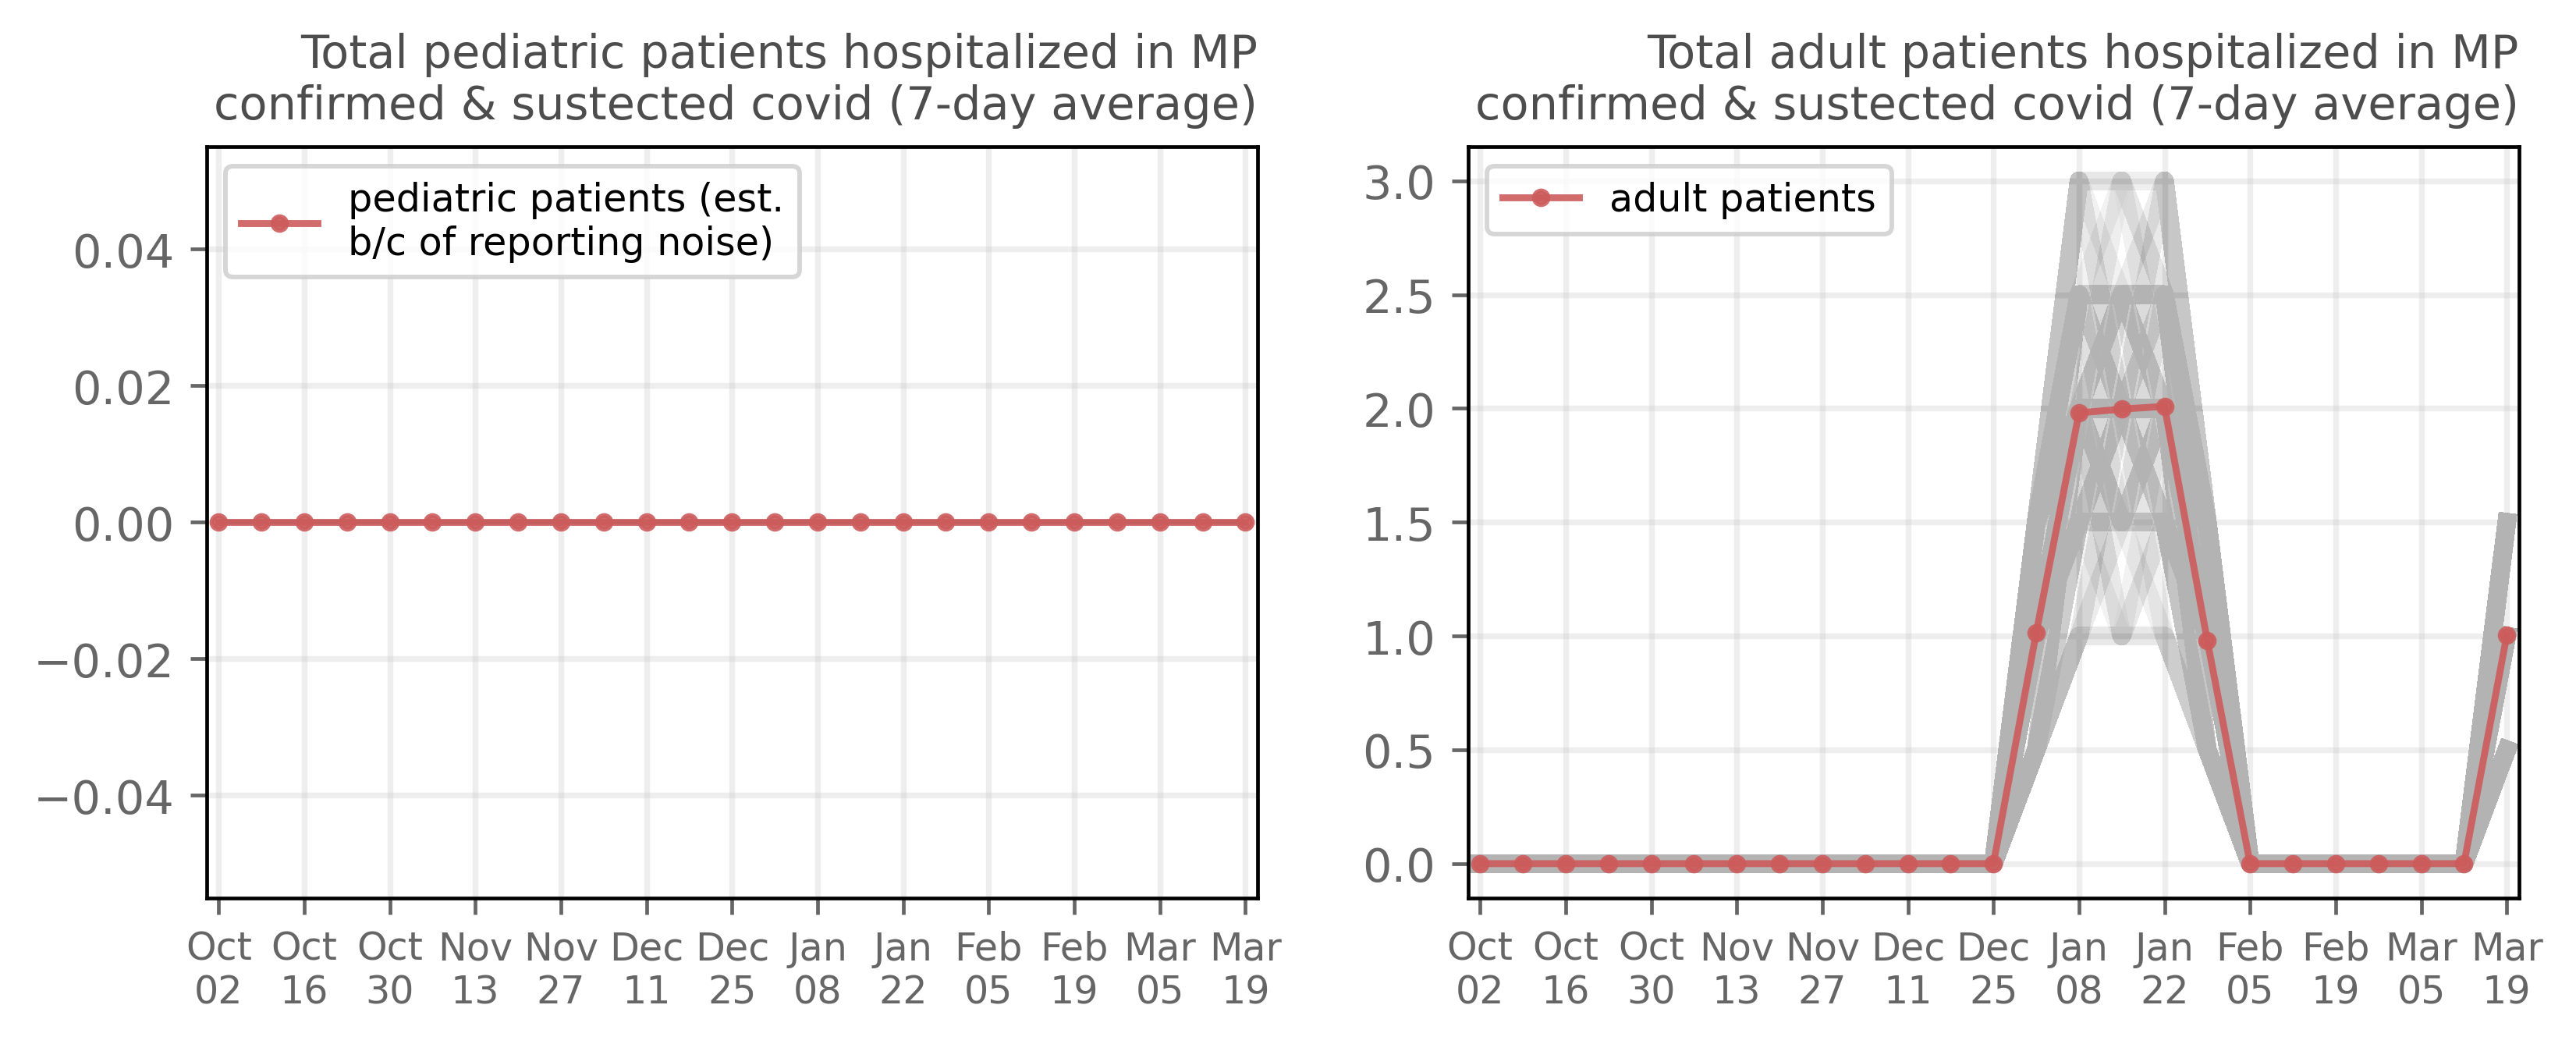 Total pediatric patients hospitalized in MP
confirmed & sustected covid (7-day average)
pediatric patients (est.
b/c of reporting noise)
0.04
0.02
0.00
−0.02
−0.04
Oct Oct Oct Nov Nov Dec Dec Jan Jan Feb Feb Mar Mar
02 16 30 13 27 11 25 08 22 05 19 05 19
Total adult patients hospitalized in MP
confirmed & sustected covid (7-day average)
adult patients
3.0
2.5
2.0
1.5
1.0
0.5
0.0
Oct Oct Oct Nov Nov Dec Dec Jan Jan Feb Feb Mar Mar
02 16 30 13 27 11 25 08 22 05 19 05 19